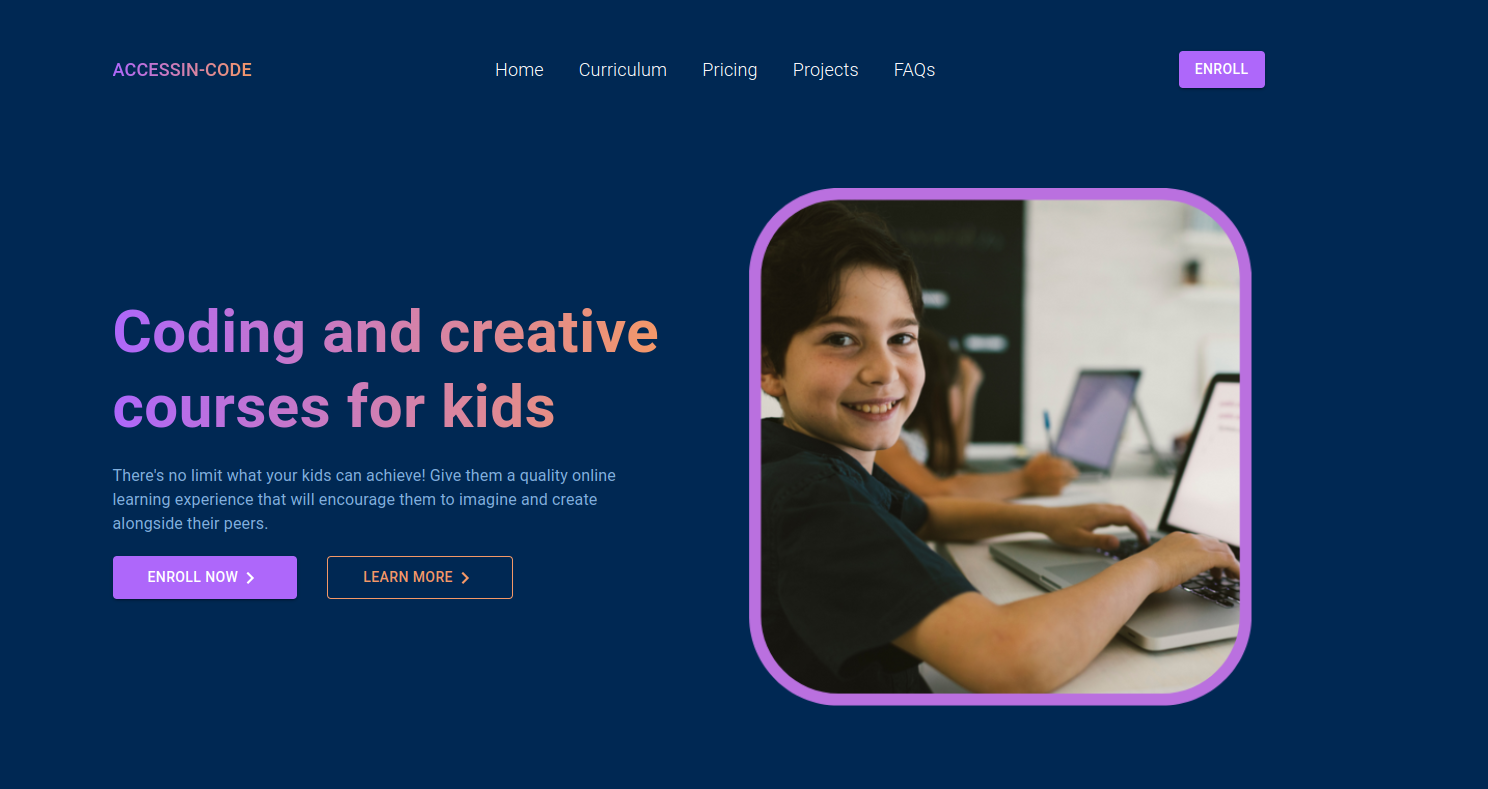 ACCESSIN-CODE
Home Curriculum Pricing Projects FAQs
ENROLL
Coding and creative
courses for kids
There's no limit what your kids can achieve! Give them a quality online
learning experience that will encourage them to imagine and create
alongside their peers.
ENROLL NOW
LEARN MORE